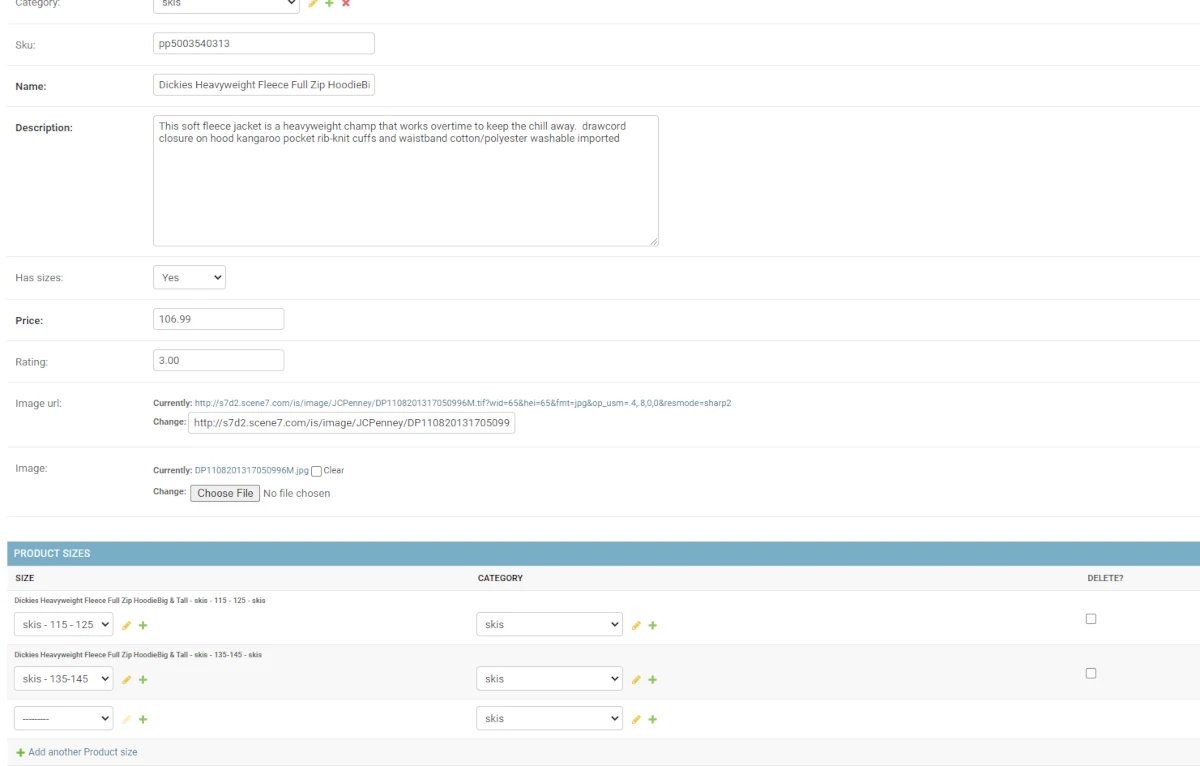 Category: skis
Sku: pp5003540313
Name: Dickies Heavyweight Fleece Full Zip HoodieBi
Description: This soft fleece jacket is a heavyweight champ that works overtime to keep the chill away. drawcord
closure on hood kangaroo pocket rib-knit cuffs and waistband cotton/polyester washable imported
Has sizes: Yes
Price: 106.99
Rating: 3.00
Image url: Currently: http://s7d2.scene7.com/is/image/JCPenney/DP1108201317050996M.tif?wid=65&hei=65&fmt=jpg&op_usm=.4,.8,0,0&resmode=sharp2
Change: http://s7d2.scene7.com/is/image/JCPenney/DP110820131705099
Image: Currently: DP1108201317050996M.jpg Clear
Change: Choose File No file chosen
PRODUCT SIZES
SIZE CATEGORY DELETE?
Dickies Heavyweight Fleece Full Zip HoodieBig & Tall - skis - 115 - 125 - skis
skis - 115 - 125 skis
Dickies Heavyweight Fleece Full Zip HoodieBig & Tall - skis - 135-145 - skis
skis - 135-145 skis
--------- skis
Add another Product size